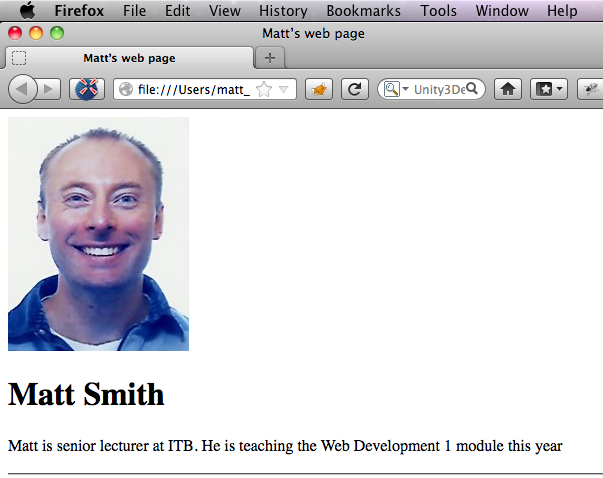 Firefox File Edit View History Bookmarks Tools Window Help
Matt's web page
Matt's web page
file:///Users/matt_ Unity3De
Matt Smith
Matt is senior lecturer at ITB. He is teaching the Web Development 1 module this year